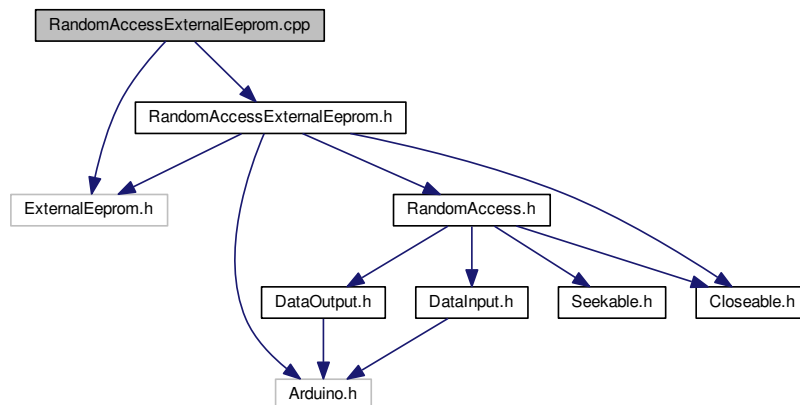 RandomAccessExternalEeprom.cpp
RandomAccessExternalEeprom.h
ExternalEeprom.h
RandomAccess.h
DataOutput.h
DataInput.h
Seekable.h
Closeable.h
Arduino.h